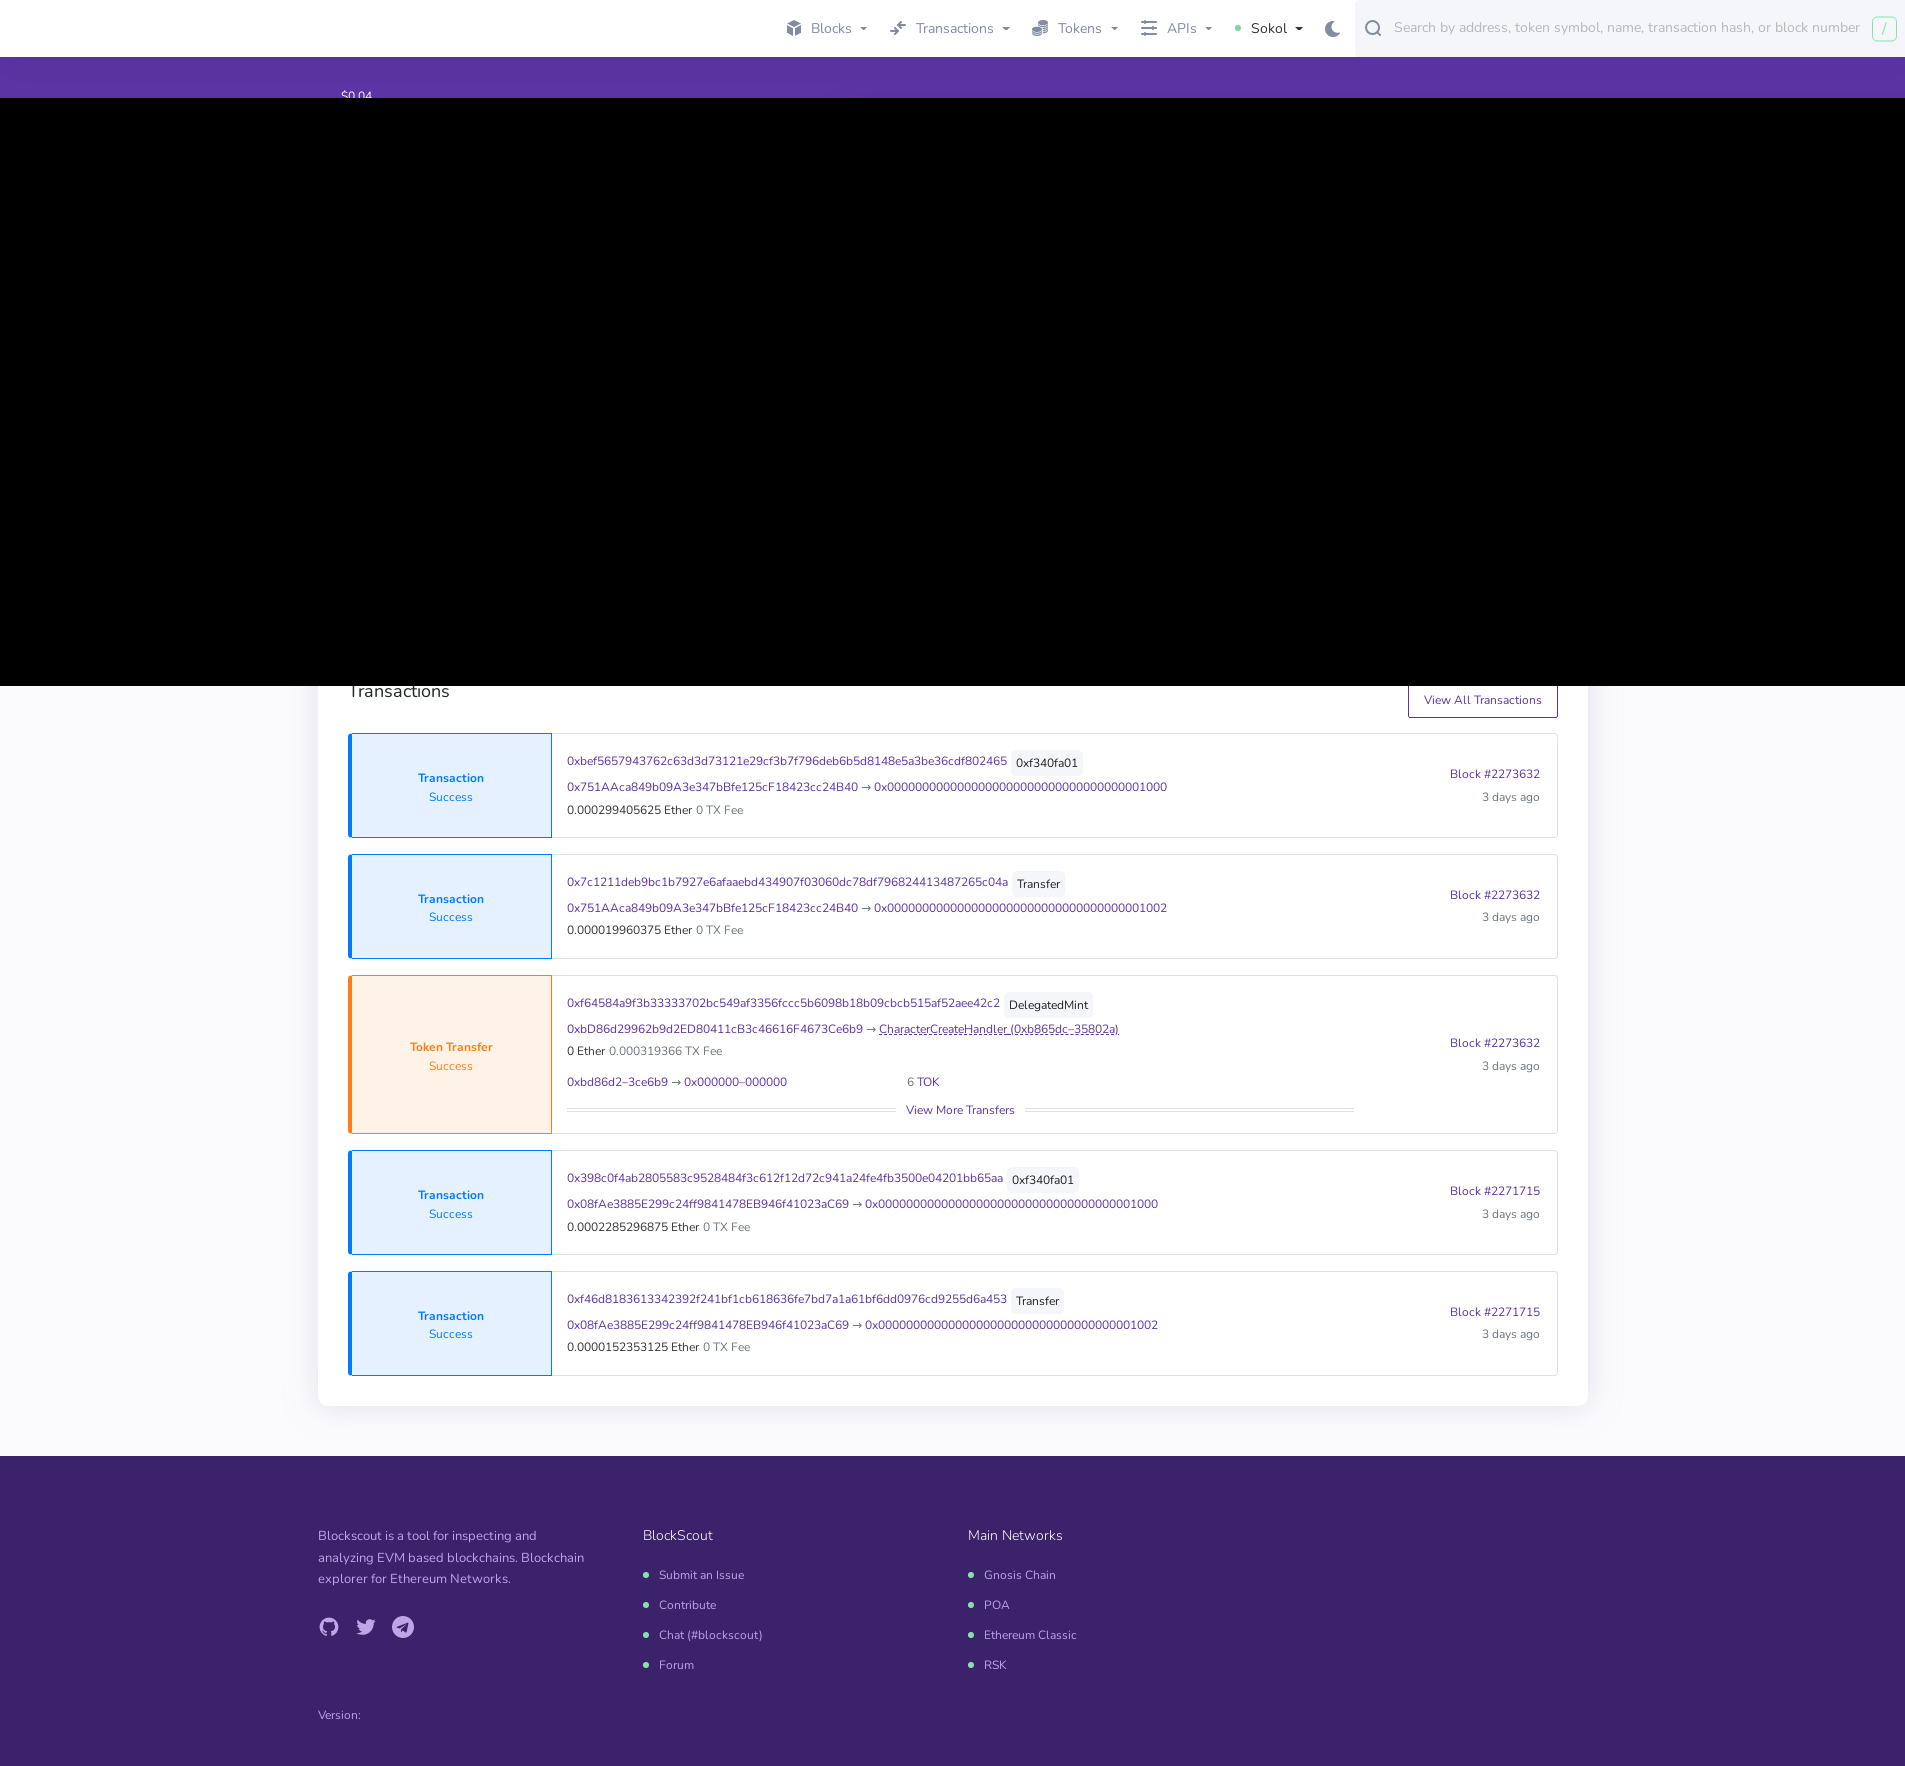 Blocks Transactions Tokens APIs Sokol Search by address, token symbol, name, transaction hash, or block number /
$0.04
Transactions
View All Transactions
Transaction
Success
0xbef5657943762c63d3d73121e29cf3b7f796deb6b5d8148e5a3be36cdf802465 0xf340fa01
0x751AAca849b09A3e347bBfe125cF18423cc24B40 → 0x0000000000000000000000000000000000001000
0.000299405625 Ether 0 TX Fee
Block #2273632
3 days ago
Transaction
Success
0x7c1211deb9bc1b7927e6afaaebd434907f03060dc78df796824413487265c04a Transfer
0x751AAca849b09A3e347bBfe125cF18423cc24B40 → 0x0000000000000000000000000000000000001002
0.000019960375 Ether 0 TX Fee
Block #2273632
3 days ago
Token Transfer
Success
0xf64584a9f3b33333702bc549af3356fccc5b6098b18b09cbcb515af52aee42c2 DelegatedMint
0xbD86d29962b9d2ED80411cB3c46616F4673Ce6b9 → CharacterCreateHandler (0xb865dc–35802a)
0 Ether 0.000319366 TX Fee
0xbd86d2–3ce6b9 → 0x000000–000000 6 TOK
View More Transfers
Block #2273632
3 days ago
Transaction
Success
0x398c0f4ab2805583c9528484f3c612f12d72c941a24fe4fb3500e04201bb65aa 0xf340fa01
0x08fAe3885E299c24ff9841478EB946f41023aC69 → 0x0000000000000000000000000000000000001000
0.0002285296875 Ether 0 TX Fee
Block #2271715
3 days ago
Transaction
Success
0xf46d8183613342392f241bf1cb618636fe7bd7a1a61bf6dd0976cd9255d6a453 Transfer
0x08fAe3885E299c24ff9841478EB946f41023aC69 → 0x0000000000000000000000000000000000001002
0.0000152353125 Ether 0 TX Fee
Block #2271715
3 days ago
Blockscout is a tool for inspecting and
analyzing EVM based blockchains. Blockchain
explorer for Ethereum Networks.
Version:
BlockScout
Submit an Issue
Contribute
Chat (#blockscout)
Forum
Main Networks
Gnosis Chain
POA
Ethereum Classic
RSK